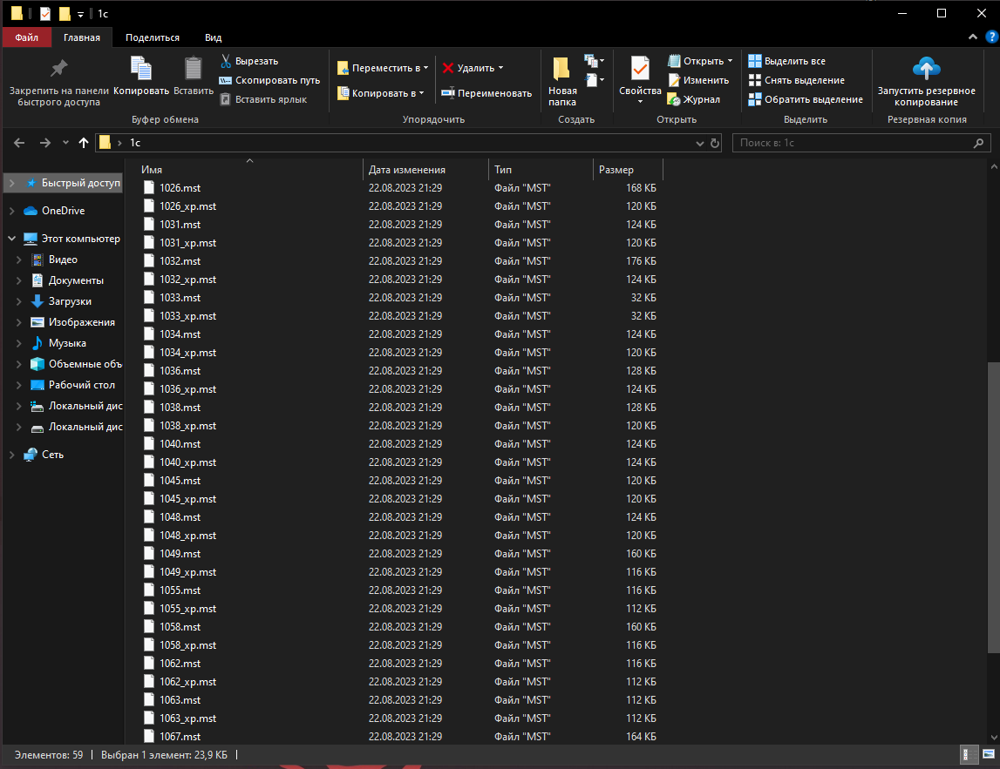 1c
Файл Главная Поделиться Вид
Закрепить на панели быстрого доступа
Копировать
Вставить
Вырезать
Скопировать путь
Вставить ярлык
Буфер обмена
Переместить в
Копировать в
Удалить
Переименовать
Упорядочить
Новая папка
Создать
Свойства
Открыть
Изменить
Журнал
Открыть
Выделить все
Снять выделение
Обратить выделение
Выделить
Запустить резервное копирование
Резервная копия
1c
Поиск в: 1c
Быстрый доступ
OneDrive
Этот компьютер
Видео
Документы
Загрузки
Изображения
Музыка
Объемные объ
Рабочий стол
Локальный дис
Локальный дис
Сеть
Имя Дата изменения Тип Размер
1026.mst 22.08.2023 21:29 Файл "MST" 168 КБ
1026_xp.mst 22.08.2023 21:29 Файл "MST" 120 КБ
1031.mst 22.08.2023 21:29 Файл "MST" 124 КБ
1031_xp.mst 22.08.2023 21:29 Файл "MST" 120 КБ
1032.mst 22.08.2023 21:29 Файл "MST" 176 КБ
1032_xp.mst 22.08.2023 21:29 Файл "MST" 124 КБ
1033.mst 22.08.2023 21:29 Файл "MST" 32 КБ
1033_xp.mst 22.08.2023 21:29 Файл "MST" 32 КБ
1034.mst 22.08.2023 21:29 Файл "MST" 124 КБ
1034_xp.mst 22.08.2023 21:29 Файл "MST" 120 КБ
1036.mst 22.08.2023 21:29 Файл "MST" 128 КБ
1036_xp.mst 22.08.2023 21:29 Файл "MST" 124 КБ
1038.mst 22.08.2023 21:29 Файл "MST" 128 КБ
1038_xp.mst 22.08.2023 21:29 Файл "MST" 120 КБ
1040.mst 22.08.2023 21:29 Файл "MST" 124 КБ
1040_xp.mst 22.08.2023 21:29 Файл "MST" 124 КБ
1045.mst 22.08.2023 21:29 Файл "MST" 120 КБ
1045_xp.mst 22.08.2023 21:29 Файл "MST" 120 КБ
1048.mst 22.08.2023 21:29 Файл "MST" 124 КБ
1048_xp.mst 22.08.2023 21:29 Файл "MST" 120 КБ
1049.mst 22.08.2023 21:29 Файл "MST" 160 КБ
1049_xp.mst 22.08.2023 21:29 Файл "MST" 116 КБ
1055.mst 22.08.2023 21:29 Файл "MST" 116 КБ
1055_xp.mst 22.08.2023 21:29 Файл "MST" 112 КБ
1058.mst 22.08.2023 21:29 Файл "MST" 160 КБ
1058_xp.mst 22.08.2023 21:29 Файл "MST" 116 КБ
1062.mst 22.08.2023 21:29 Файл "MST" 116 КБ
1062_xp.mst 22.08.2023 21:29 Файл "MST" 112 КБ
1063.mst 22.08.2023 21:29 Файл "MST" 112 КБ
1063_xp.mst 22.08.2023 21:29 Файл "MST" 112 КБ
1067.mst 22.08.2023 21:29 Файл "MST" 164 КБ
Элементов: 59 Выбран 1 элемент: 23,9 КБ